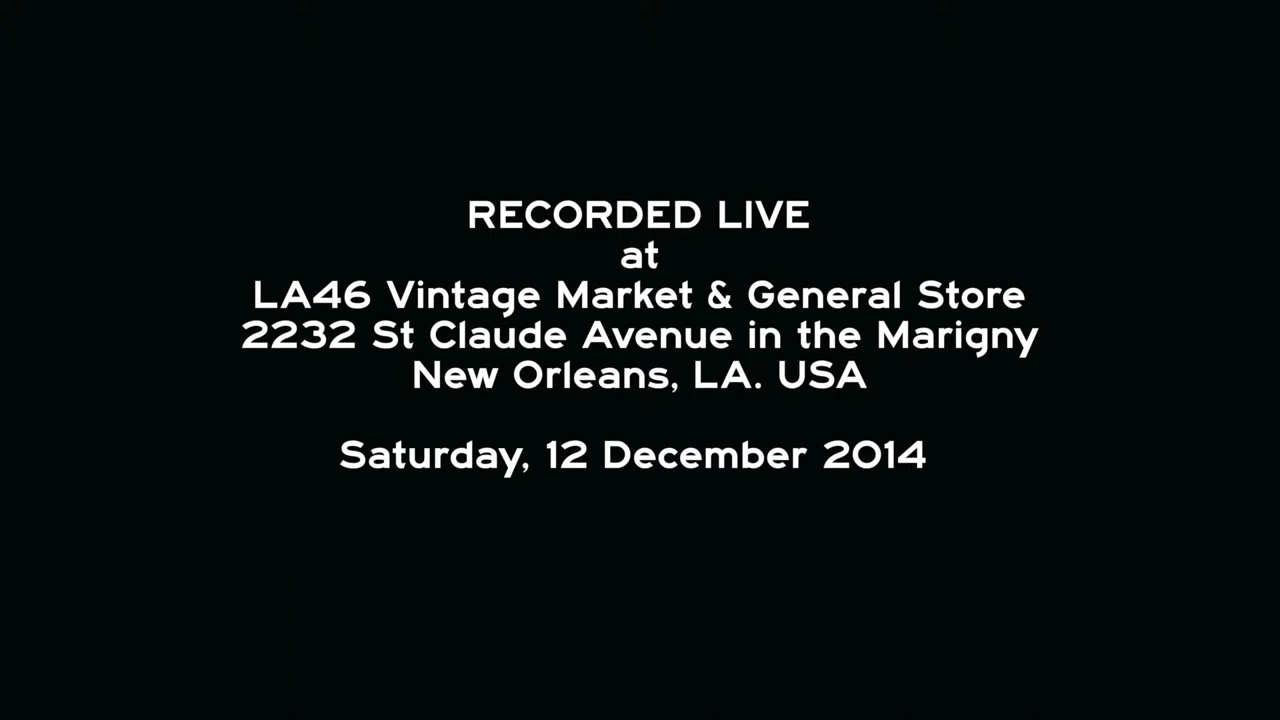 RECORDED LIVE
at
LA46 Vintage Market & General Store
2232 St Claude Avenue in the Marigny
New Orleans, LA. USA
Saturday, 12 December 2014